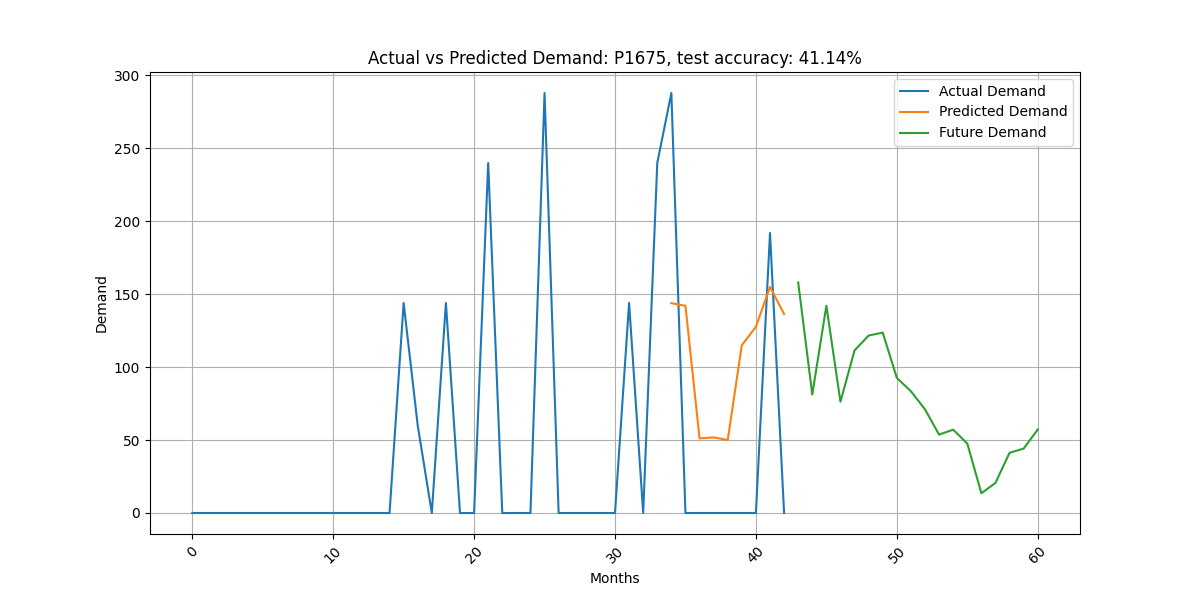 Actual vs Predicted Demand: P1675, test accuracy: 41.14%
Actual Demand
Predicted Demand
Future Demand
Demand
300
250
200
150
100
50
0
0 10 20 30 40 50 60
Months